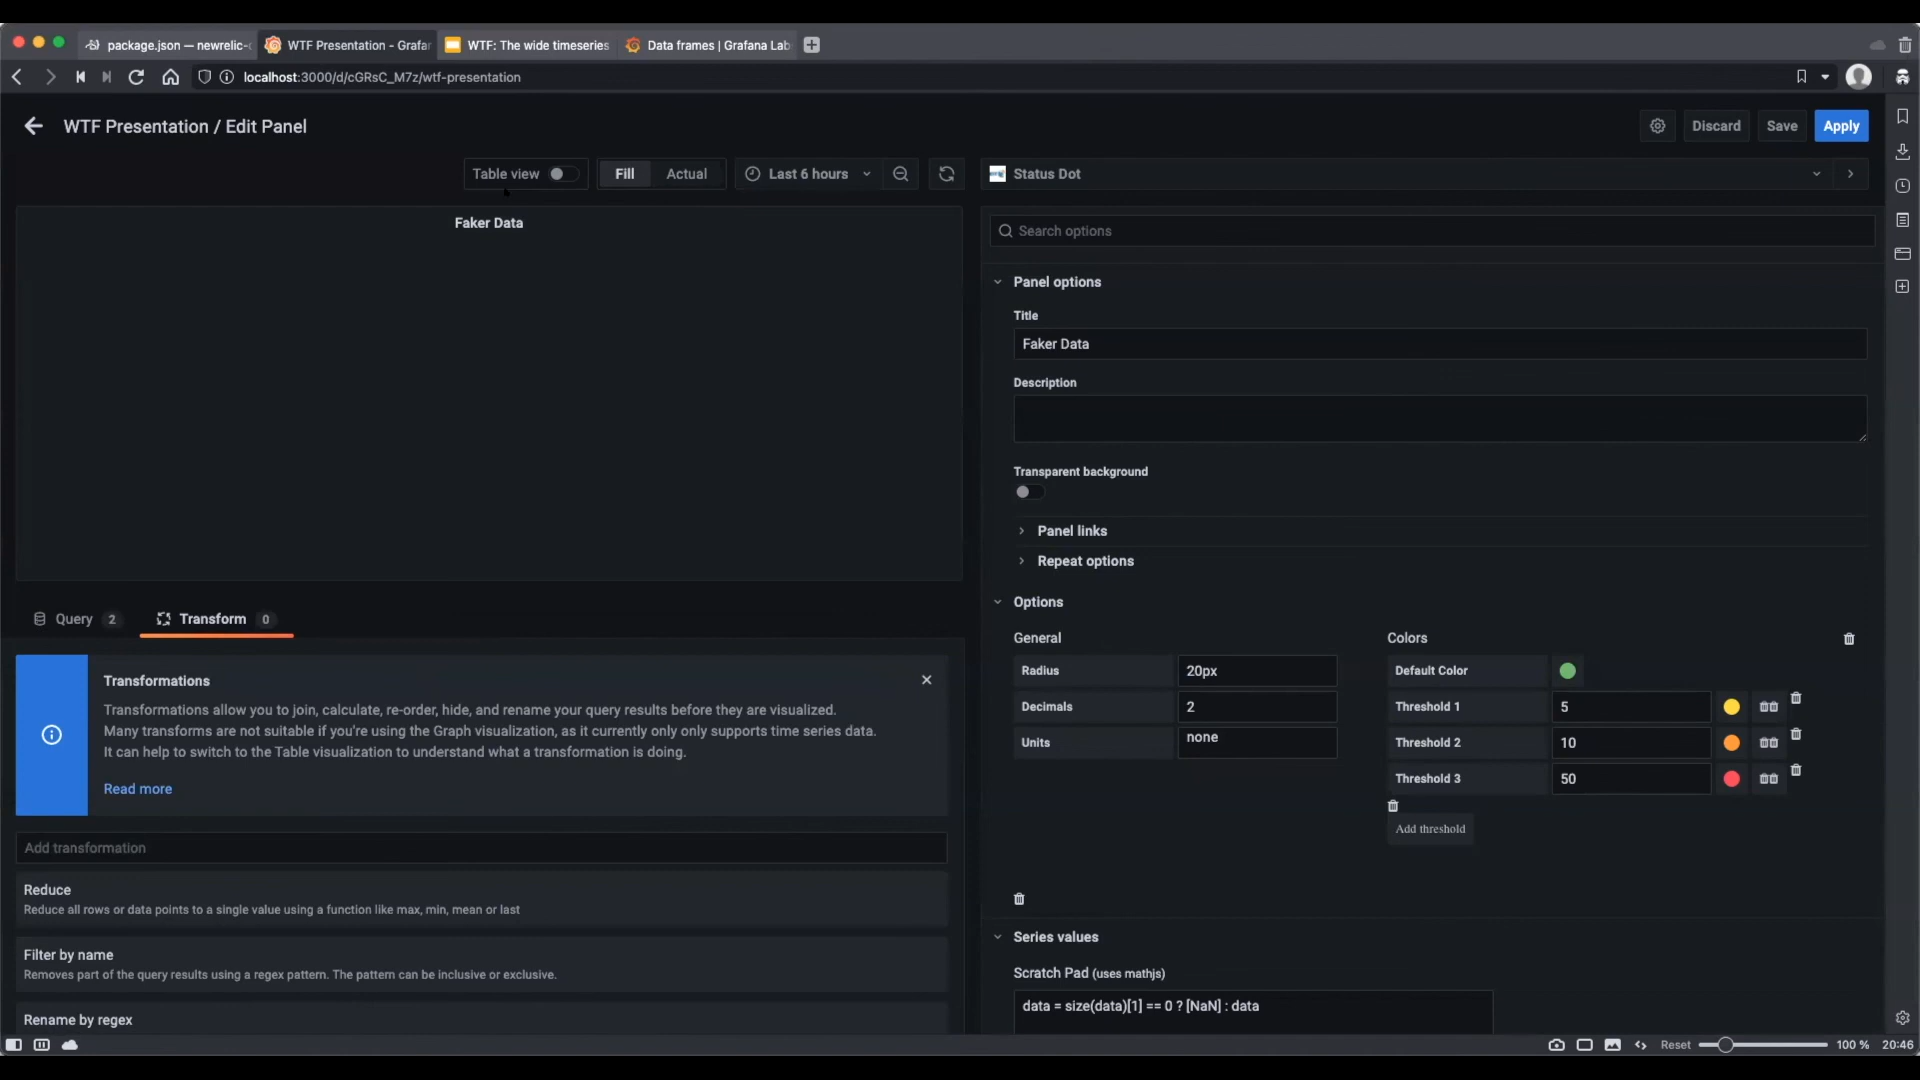 package.json — newrelic-
WTF Presentation - Grafa
WTF: The wide timeseries
Data frames | Grafana Lab
localhost:3000/d/cGRsC_M7z/wtf-presentation
WTF Presentation / Edit Panel
Discard
Save
Apply
Table view
Fill
Actual
Last 6 hours
Status Dot
Faker Data
Search options
Panel options
Title
Faker Data
Description
Transparent background
Panel links
Repeat options
Query 2
Transform 0
Transformations
Transformations allow you to join, calculate, re-order, hide, and rename your query results before they are visualized.
Many transforms are not suitable if you're using the Graph visualization, as it currently only only supports time series data.
It can help to switch to the Table visualization to understand what a transformation is doing.
Read more
Add transformation
Reduce
Reduce all rows or data points to a single value using a function like max, min, mean or last
Filter by name
Removes part of the query results using a regex pattern. The pattern can be inclusive or exclusive.
Rename by regex
Options
General
Radius 20px
Decimals 2
Units none
Colors
Default Color
Threshold 1 5
Threshold 2 10
Threshold 3 50
Add threshold
Series values
Scratch Pad (uses mathjs)
data = size(data)[1] == 0 ? [NaN] : data
Reset
100 %
20:46